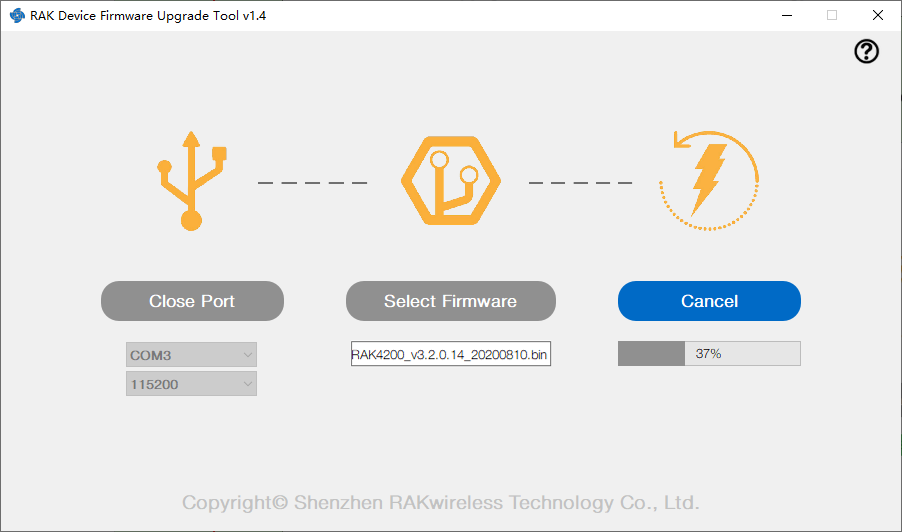 RAK Device Firmware Upgrade Tool v1.4
?
Close Port
Select Firmware
Cancel
COM3
RAK4200_v3.2.0.14_20200810.bin
37%
115200
Copyright© Shenzhen RAKwireless Technology Co., Ltd.